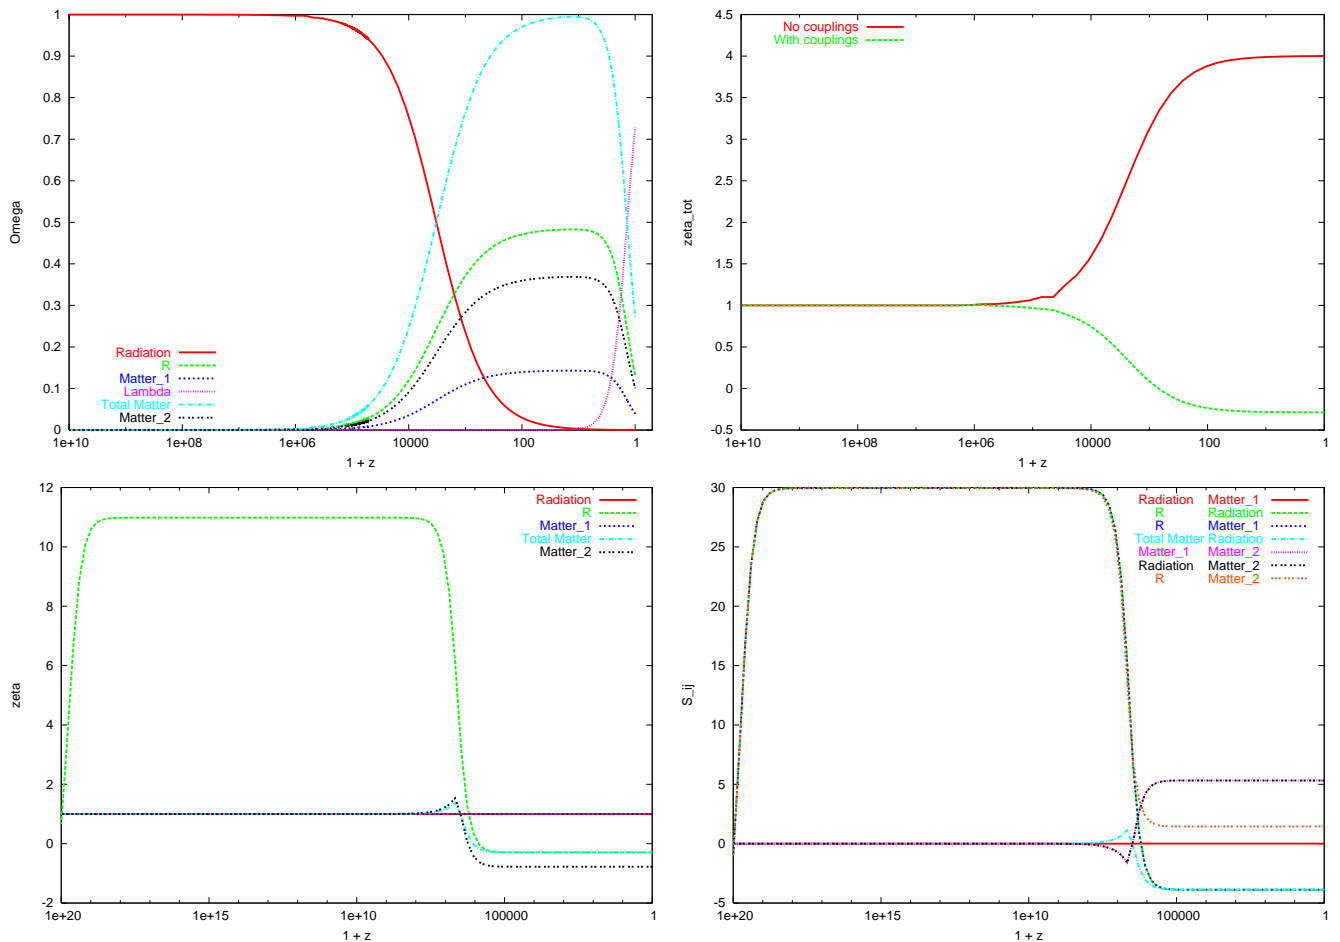 1
0.9
0.8
0.7
0.6
0.5
0.4
0.3
0.2
0.1
0
Omega
Radiation
R
Matter_1
Lambda
Total Matter
Matter_2
1e+10 1e+08 1e+06 10000 100 1
1 + z
4.5
4
3.5
3
2.5
2
1.5
1
0.5
0
-0.5
zeta_tot
No couplings
With couplings
1e+10 1e+08 1e+06 10000 100 1
1 + z
12
10
8
6
4
2
0
-2
zeta
Radiation
R
Matter_1
Total Matter
Matter_2
1e+20 1e+15 1e+10 100000 1
1 + z
30
25
20
15
10
5
0
-5
S_ij
Radiation Matter_1
R Radiation
R Matter_1
Total Matter Radiation
Matter_1 Matter_2
Radiation Matter_2
R Matter_2
1e+20 1e+15 1e+10 100000 1
1 + z